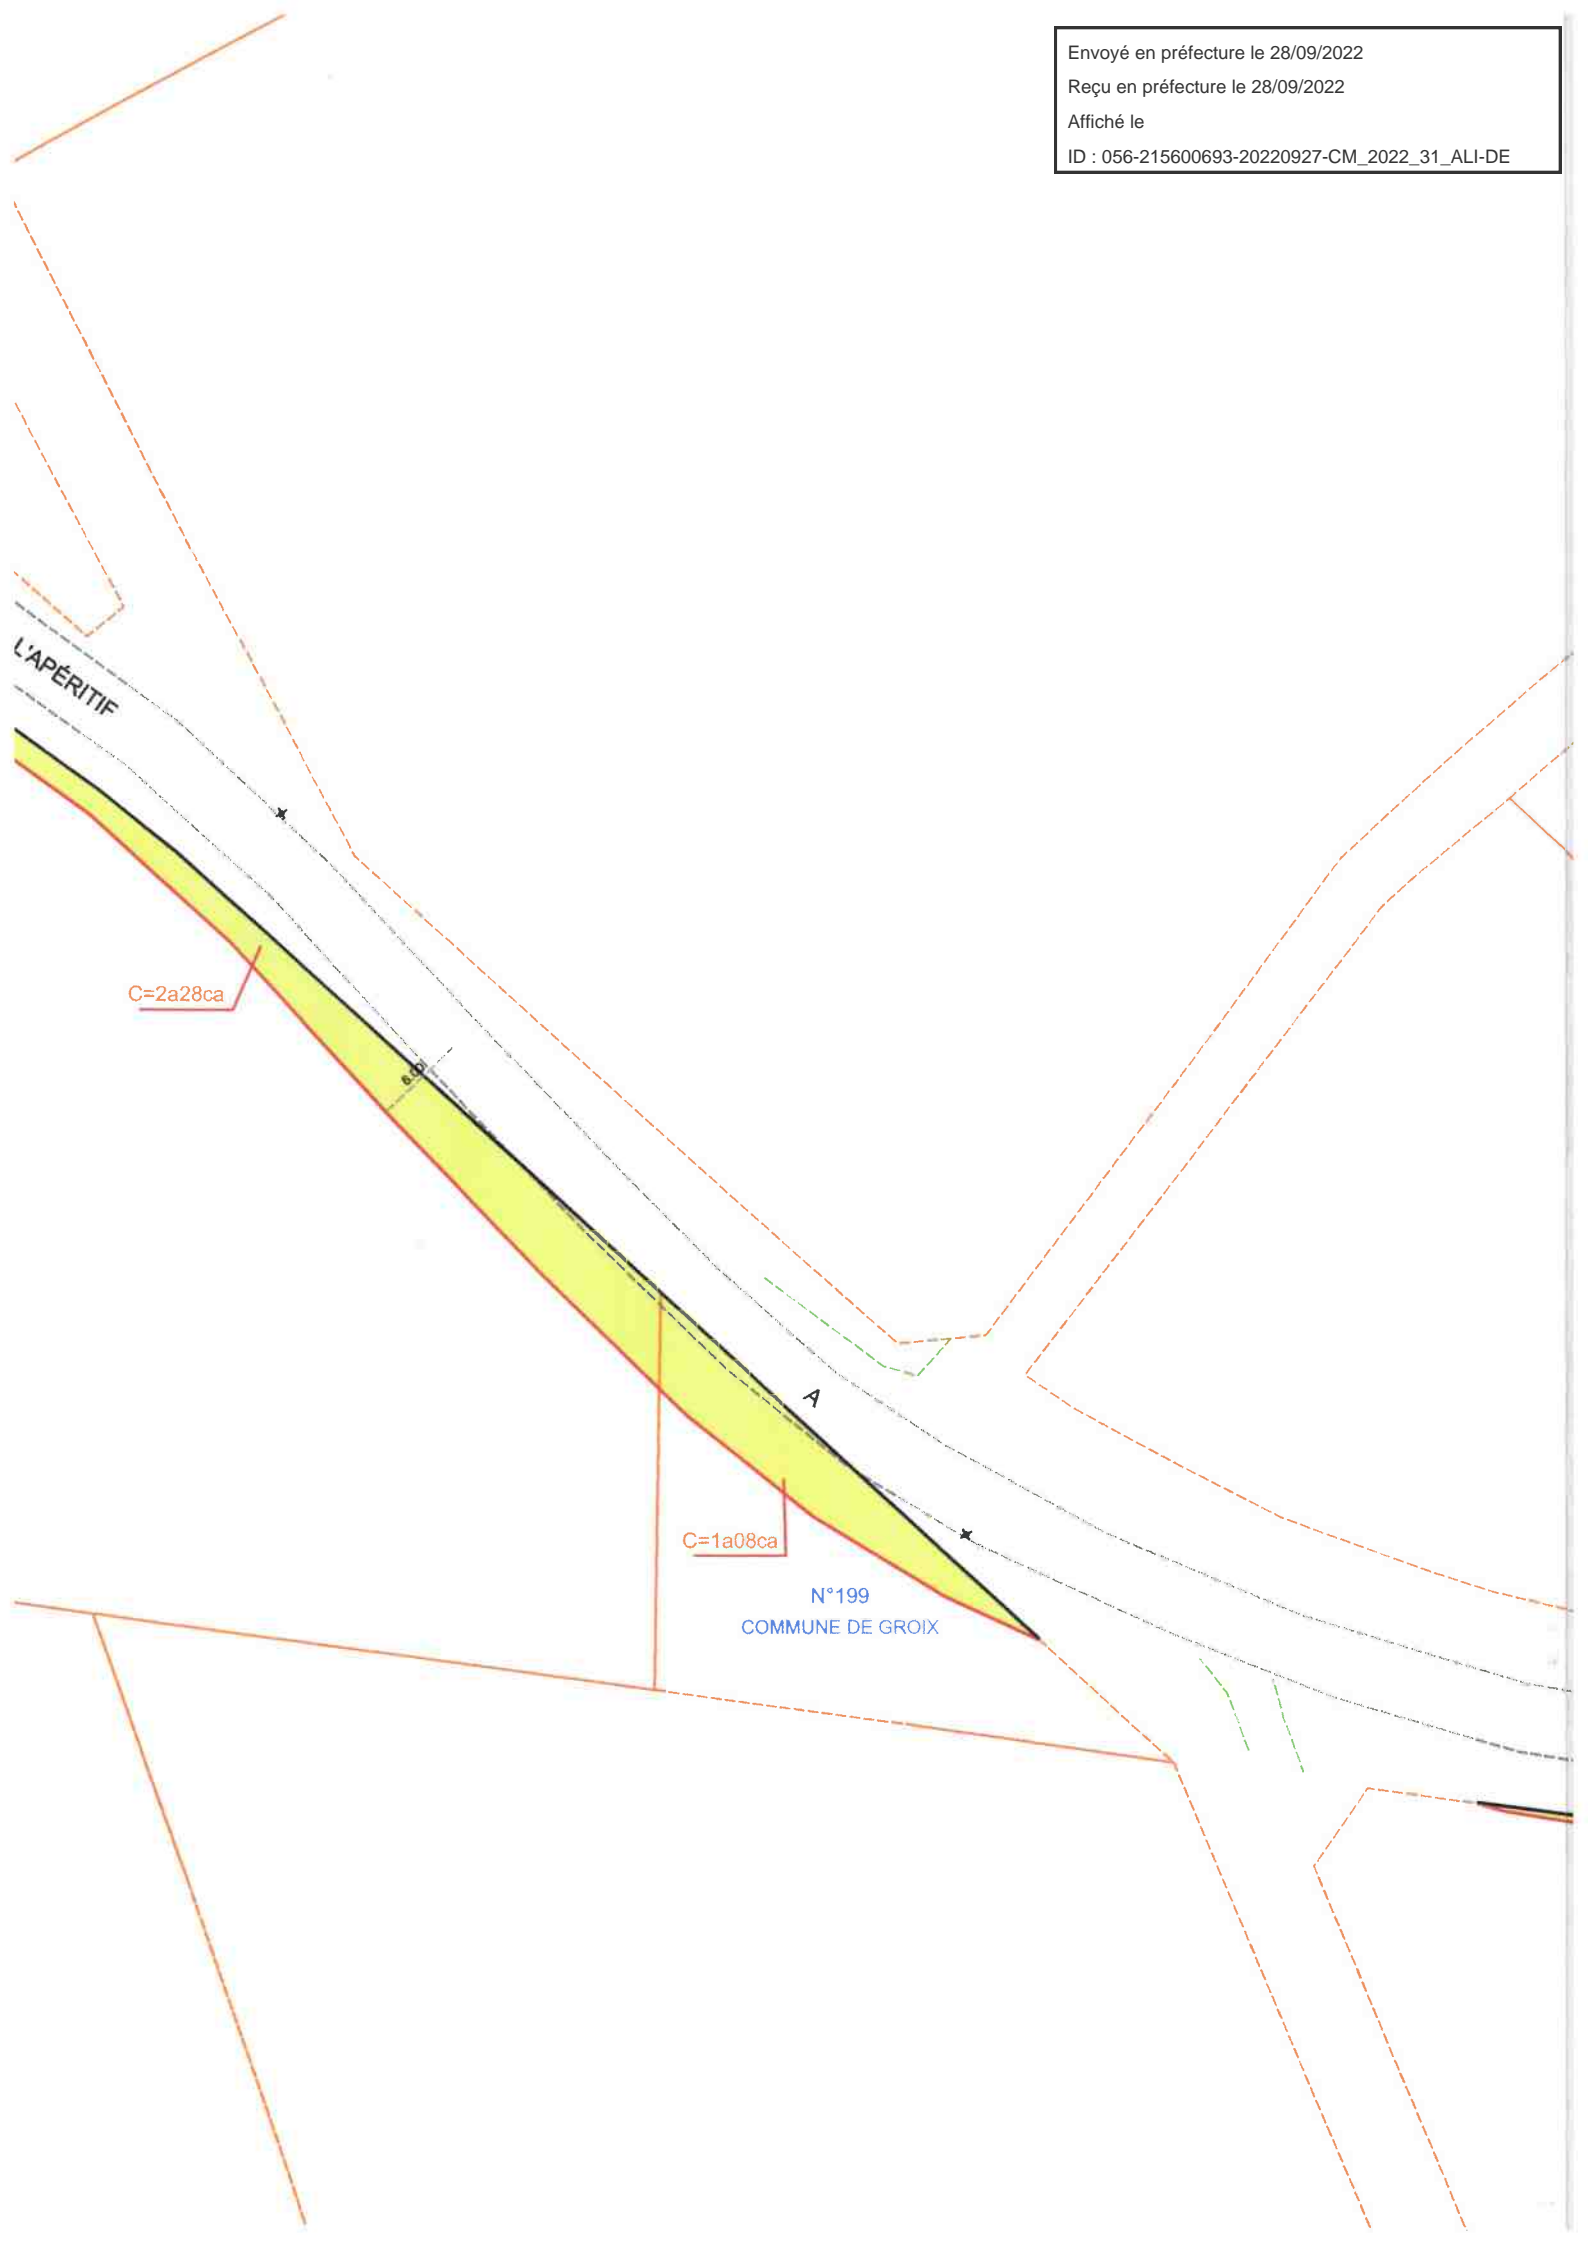 Envoyé en préfecture le 28/09/2022
Reçu en préfecture le 28/09/2022
Affiché le
ID : 056-215600693-20220927-CM_2022_31_ALI-DE
L'APÉRITIF
C=2a28ca
6.00
A
C=1a08ca
N°199
COMMUNE DE GROIX